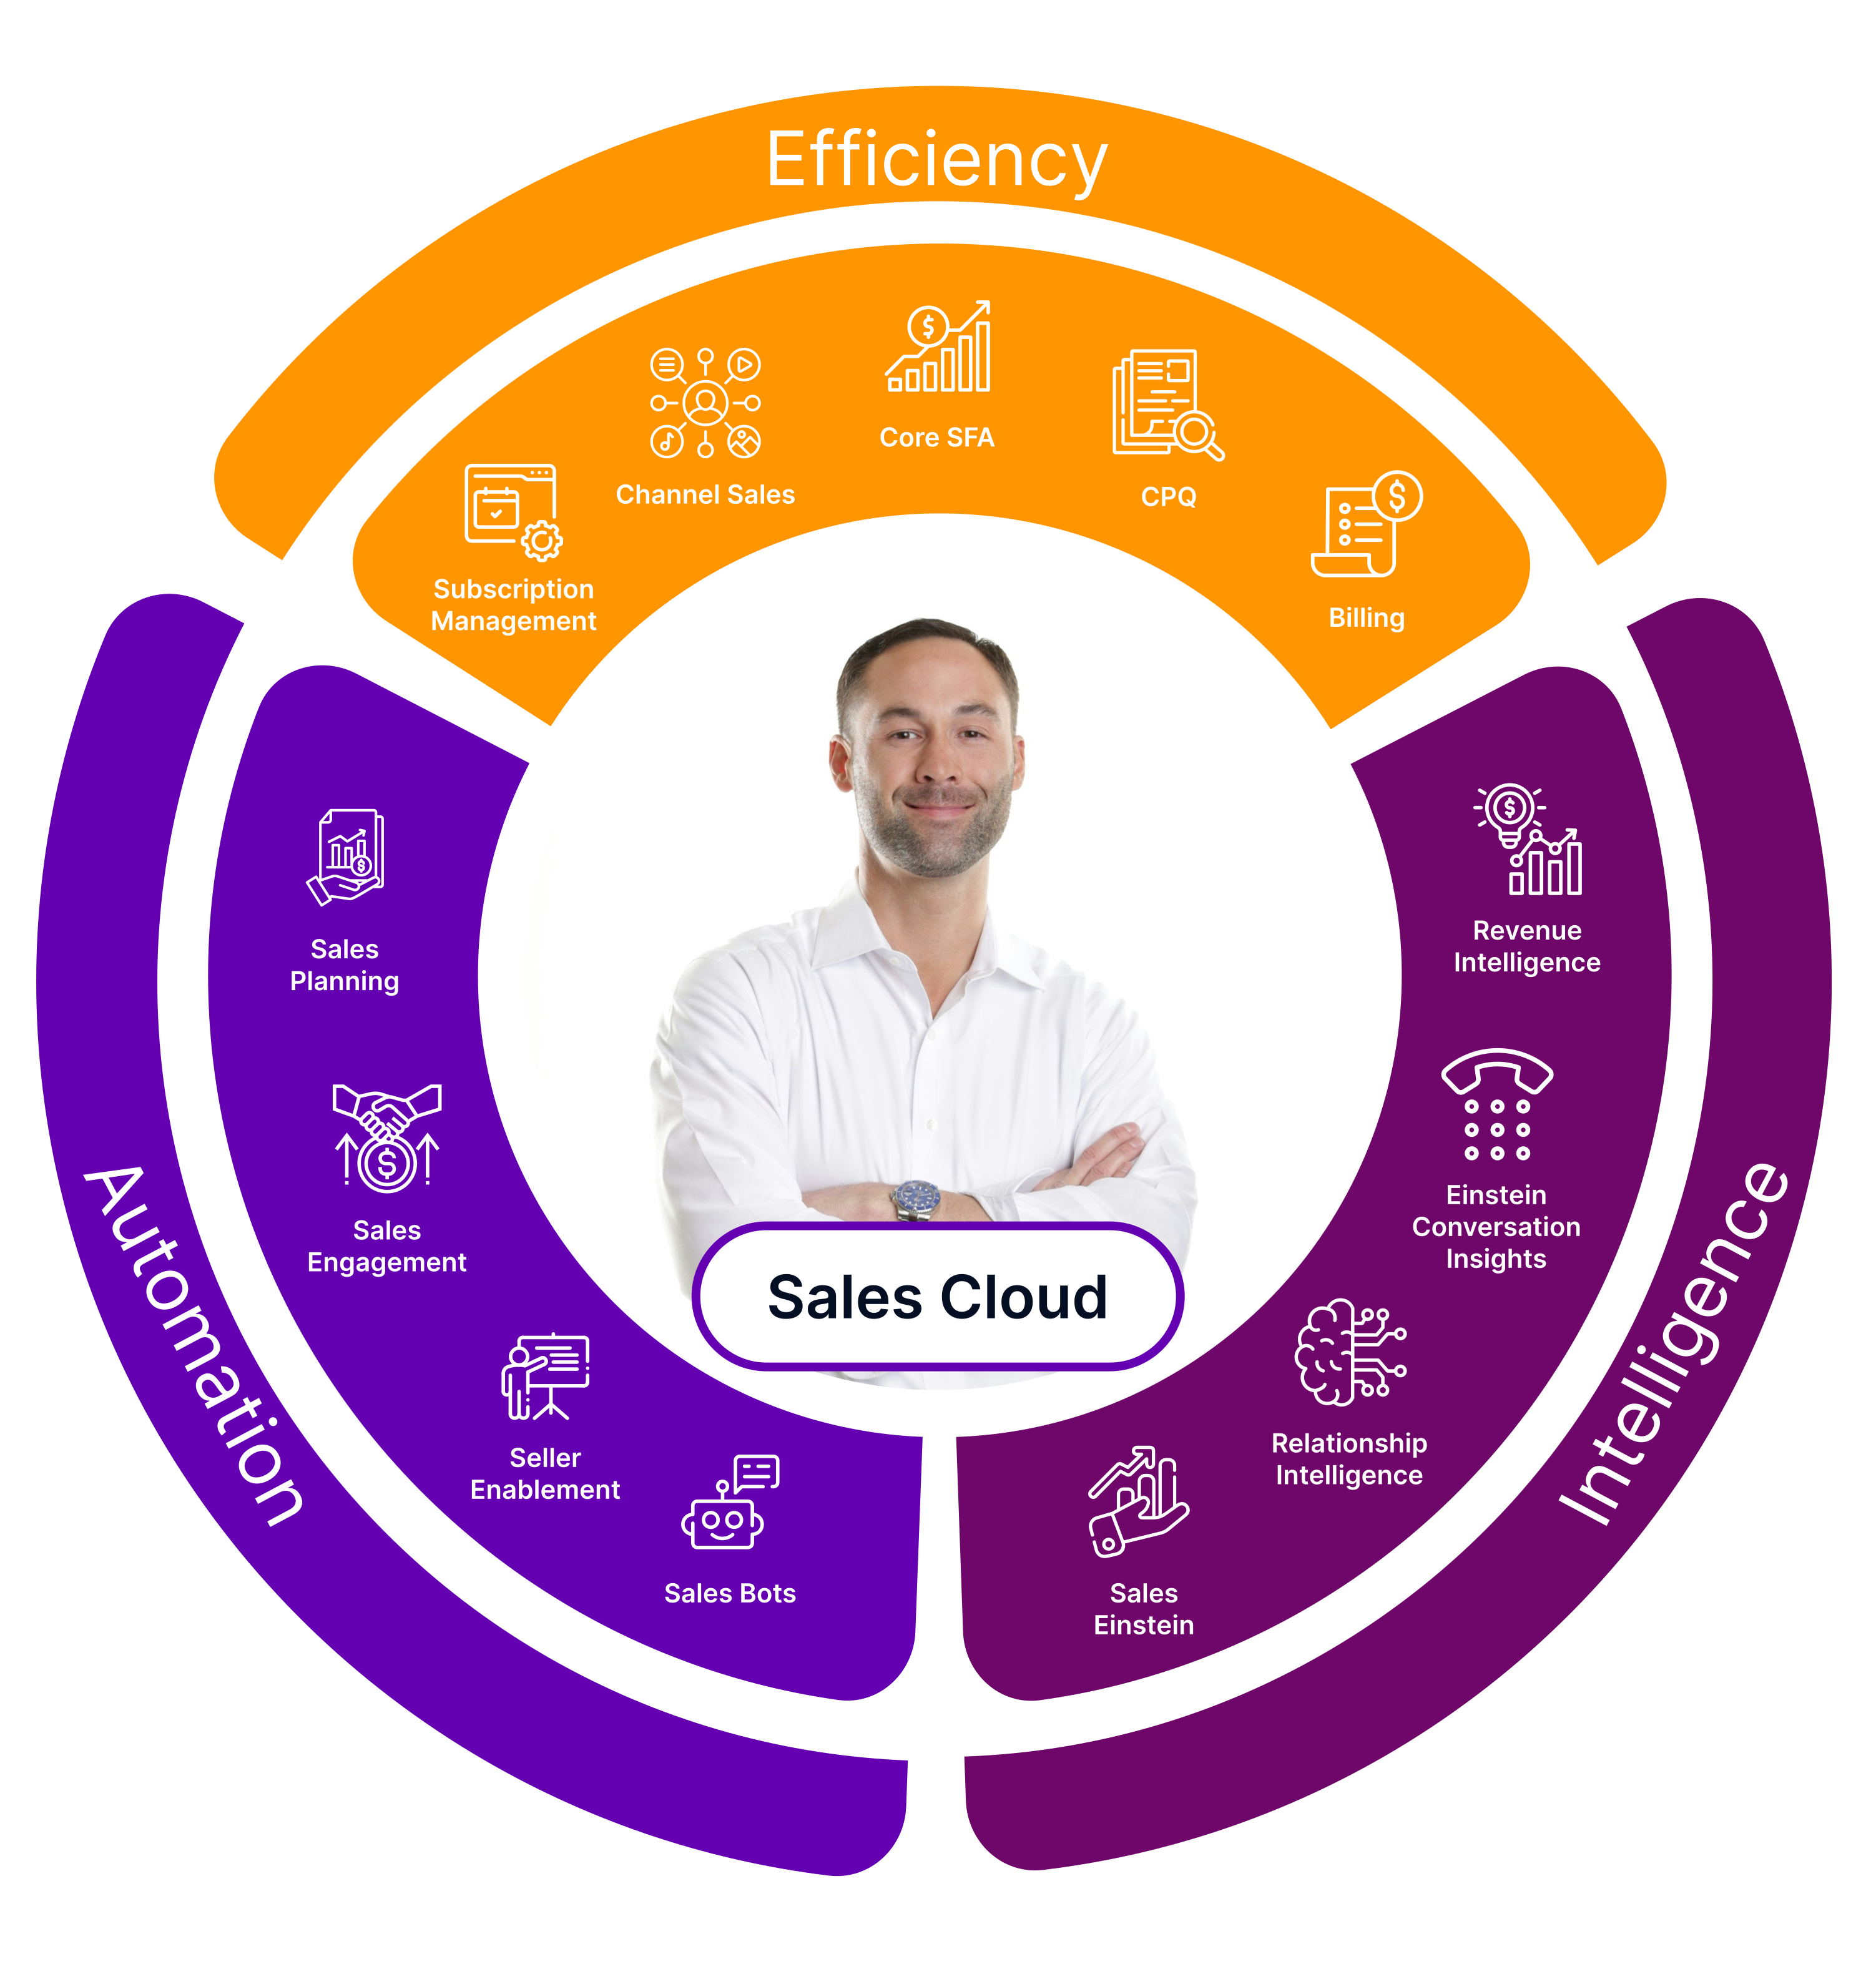 Efficiency
Subscription
Management
Channel Sales
Core SFA
CPQ
Billing
Automation
Sales
Planning
Sales
Engagement
Seller
Enablement
Sales Bots
Intelligence
Revenue
Intelligence
Einstein
Conversation
Insights
Relationship
Intelligence
Sales
Einstein
Sales Cloud